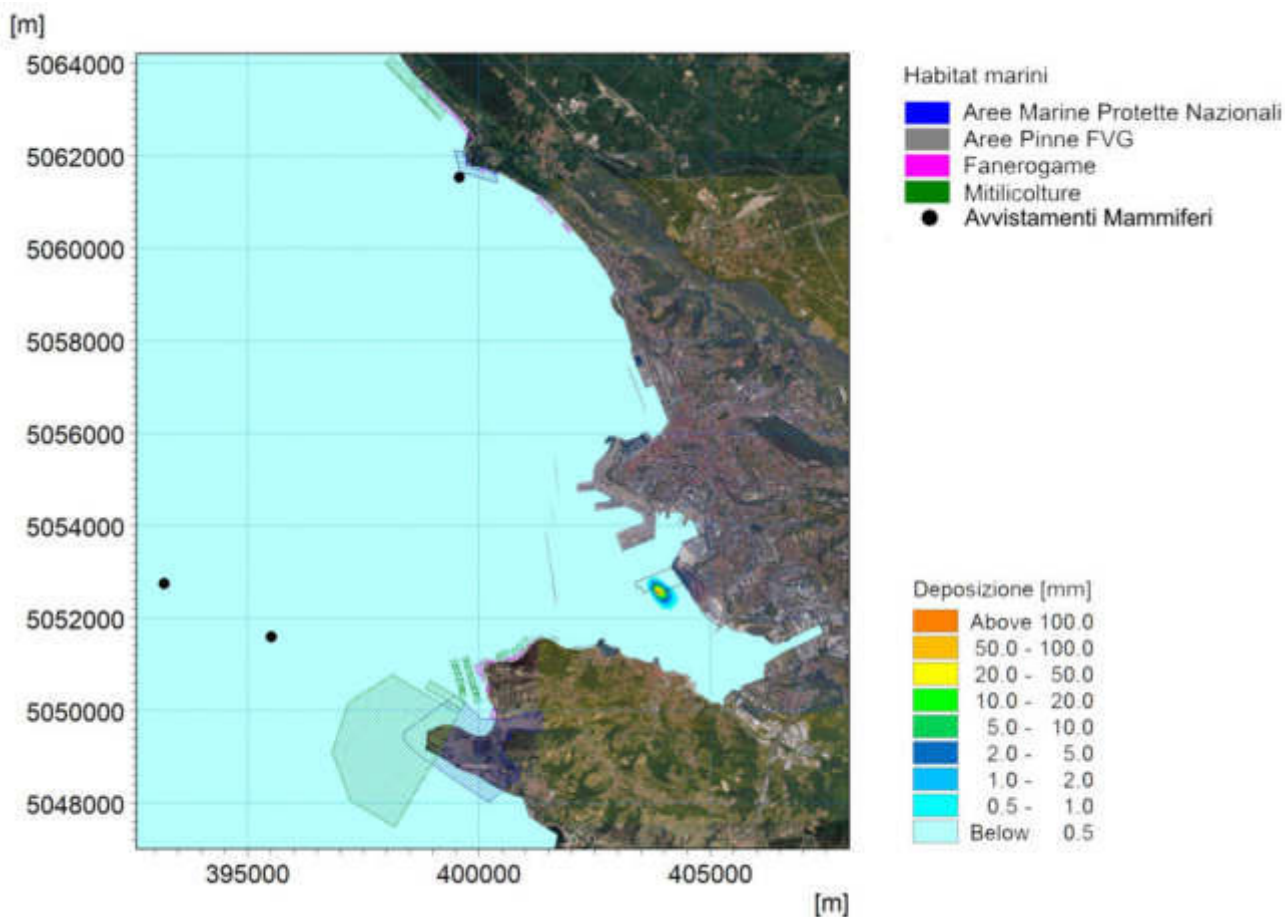 [m]
5064000
5062000
5060000
5058000
5056000
5054000
5052000
5050000
5048000
395000
400000
405000
[m]
Habitat marini
Aree Marine Protette Nazionali
Aree Pinne FVG
Fanerogame
Mitilicolture
Avvistamenti Mammiferi
Deposizione [mm]
Above 100.0
50.0 - 100.0
20.0 - 50.0
10.0 - 20.0
5.0 - 10.0
2.0 - 5.0
1.0 - 2.0
0.5 - 1.0
Below 0.5